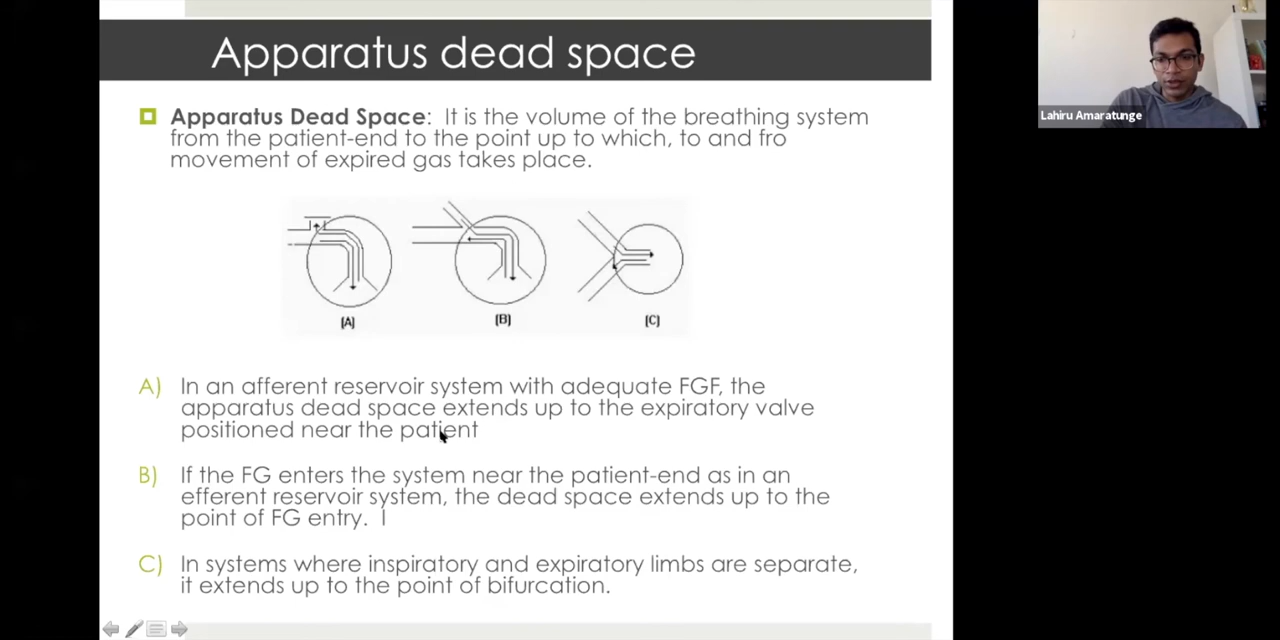 Apparatus dead space
Lahiru Amaratunge
Apparatus Dead Space: It is the volume of the breathing system
from the patient-end to the point up to which, to and fro
movement of expired gas takes place.
(A) (B) (C)
A) In an afferent reservoir system with adequate FGF, the
apparatus dead space extends up to the expiratory valve
positioned near the patient
B) If the FG enters the system near the patient-end as in an
efferent reservoir system, the dead space extends up to the
point of FG entry. I
C) In systems where inspiratory and expiratory limbs are separate,
it extends up to the point of bifurcation.